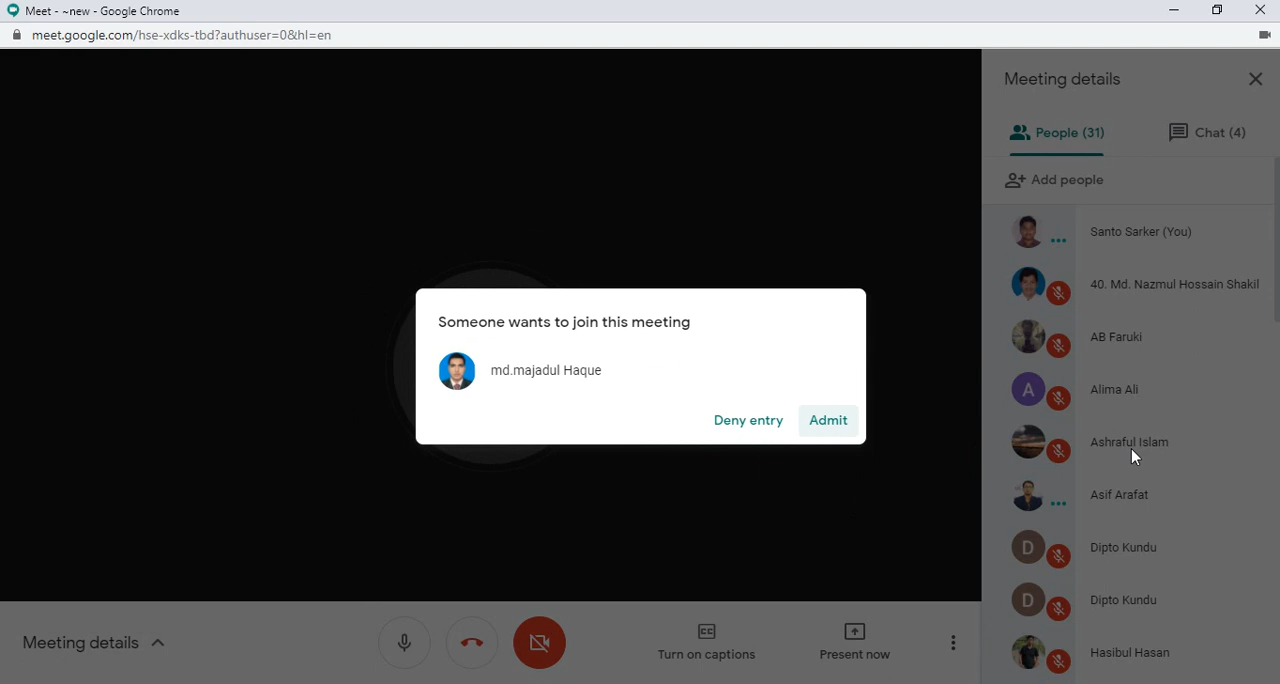 Meet - ~new - Google Chrome
meet.google.com/hse-xdks-tbd?authuser=0&hl=en
Meeting details
People (31)
Chat (4)
Add people
Santo Sarker (You)
40. Md. Nazmul Hossain Shakil
AB Faruki
A
Alima Ali
Ashraful Islam
Asif Arafat
D
Dipto Kundu
D
Dipto Kundu
Hasibul Hasan
Someone wants to join this meeting
md.majadul Haque
Deny entry
Admit
Meeting details
CC
Turn on captions
Present now